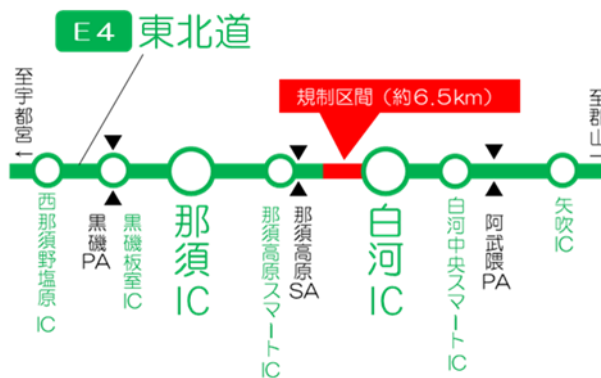 E4 東北道
至宇都宮←
規制区間（約6.5km）
至郡山→
西那須野塩原IC
黒磯PA
黒磯板室IC
那須IC
那須高原スマートIC
那須高原SA
白河IC
白河中央スマートIC
阿武隈PA
矢吹IC